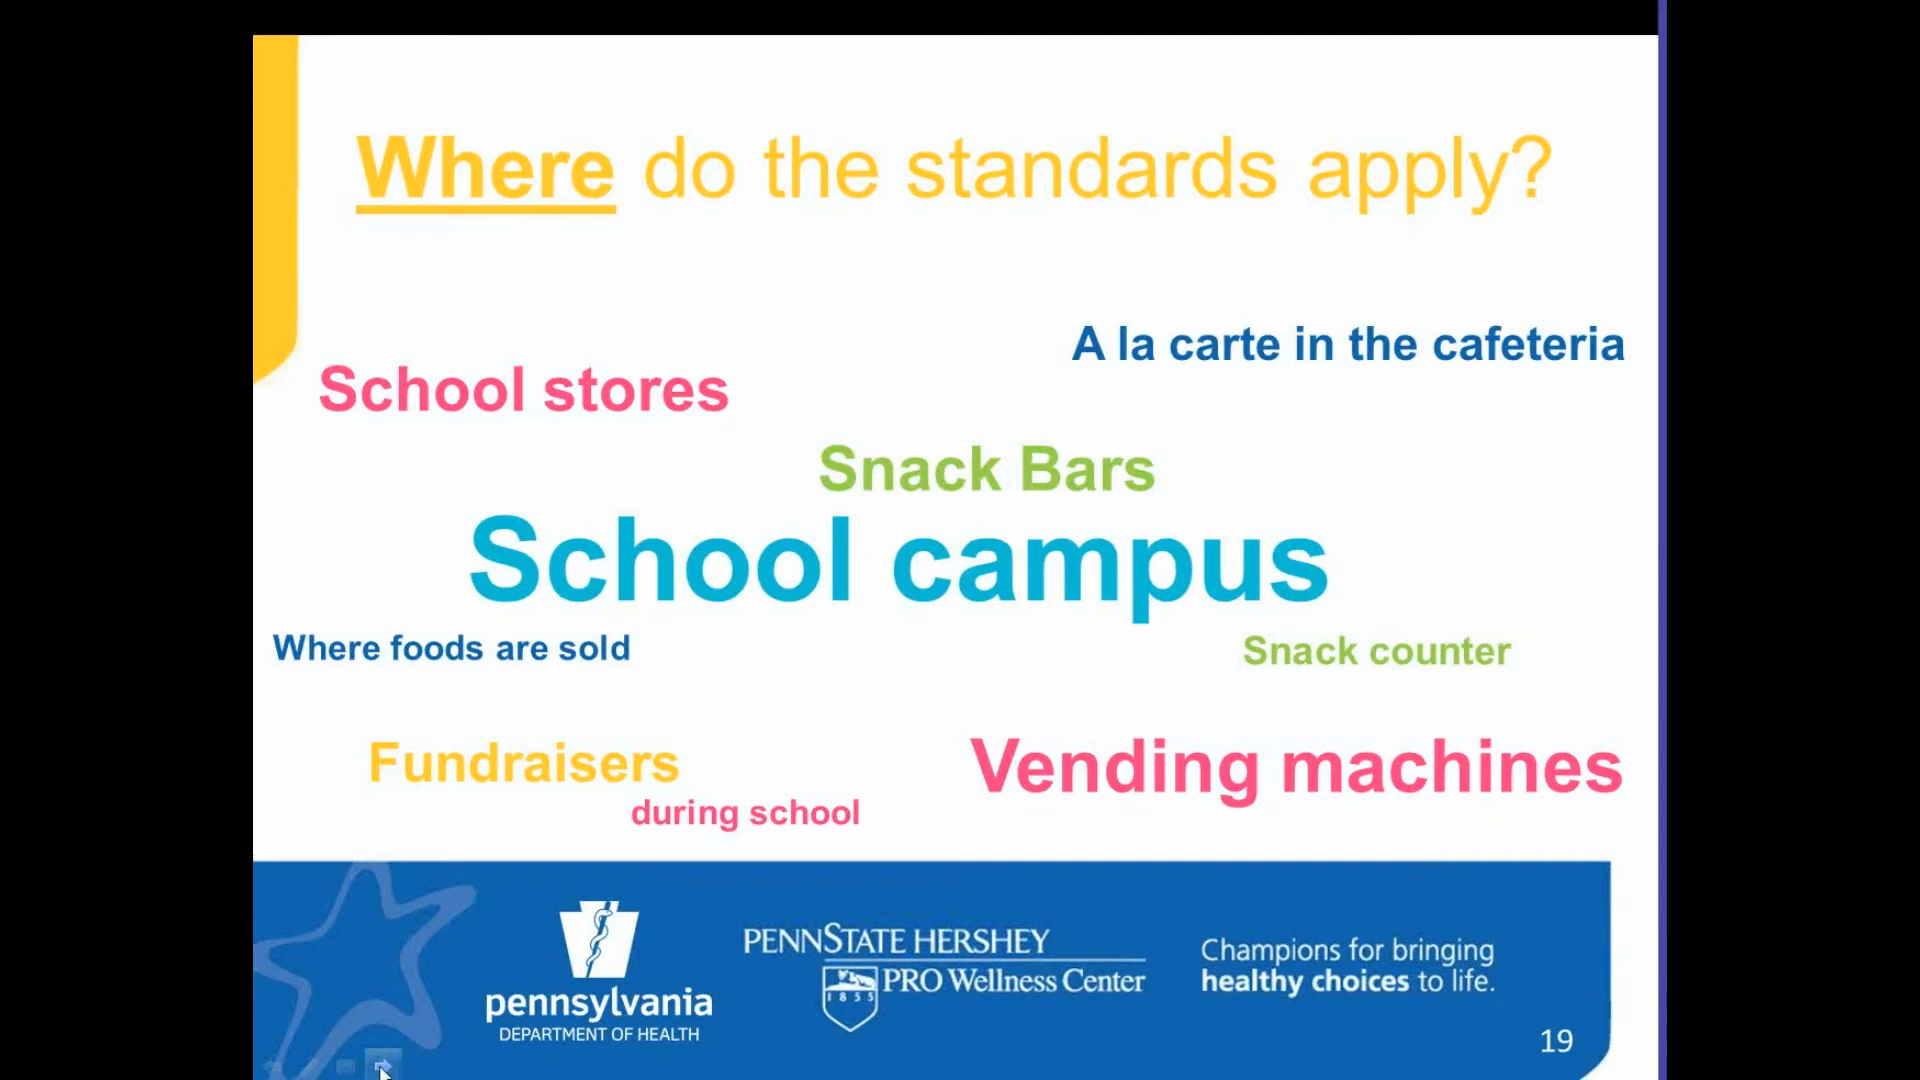 Where do the standards apply?
A la carte in the cafeteria
School stores
Snack Bars
School campus
Where foods are sold
Snack counter
Fundraisers
during school
Vending machines
pennsylvania
DEPARTMENT OF HEALTH
PENNSTATE HERSHEY
PRO Wellness Center
1855
Champions for bringing
healthy choices to life.
19